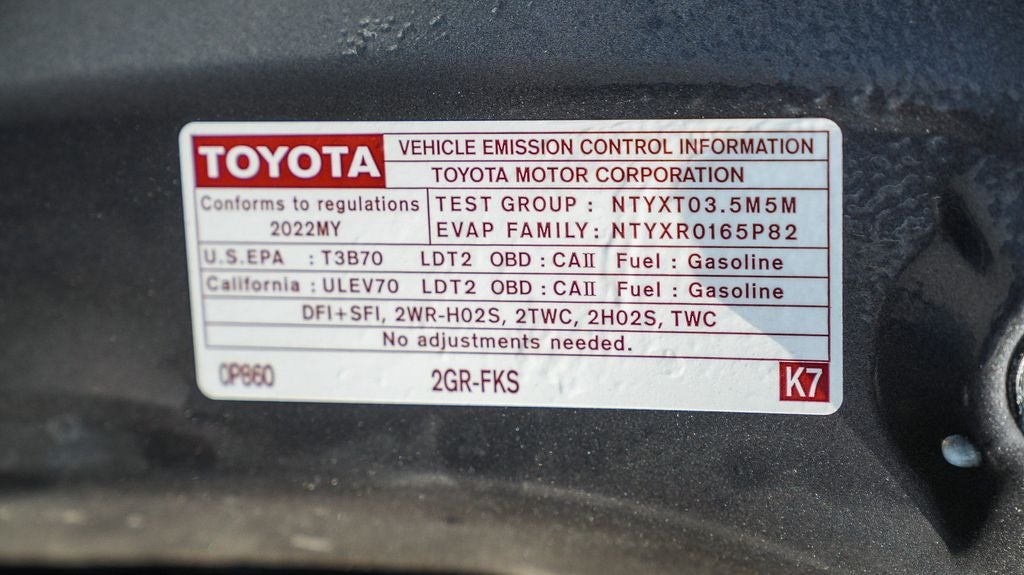 TOYOTA VEHICLE EMISSION CONTROL INFORMATION
TOYOTA MOTOR CORPORATION
Conforms to regulations
2022MY
TEST GROUP : NTYXT03.5M5M
EVAP FAMILY: NTYXR0165P82
U.S.EPA : T3B70 LDT2 OBD : CAII Fuel : Gasoline
California : ULEV70 LDT2 OBD : CAII Fuel : Gasoline
DFI+SFI, 2WR-HO2S, 2TWC, 2HO2S, TWC
No adjustments needed.
0P860 2GR-FKS K7